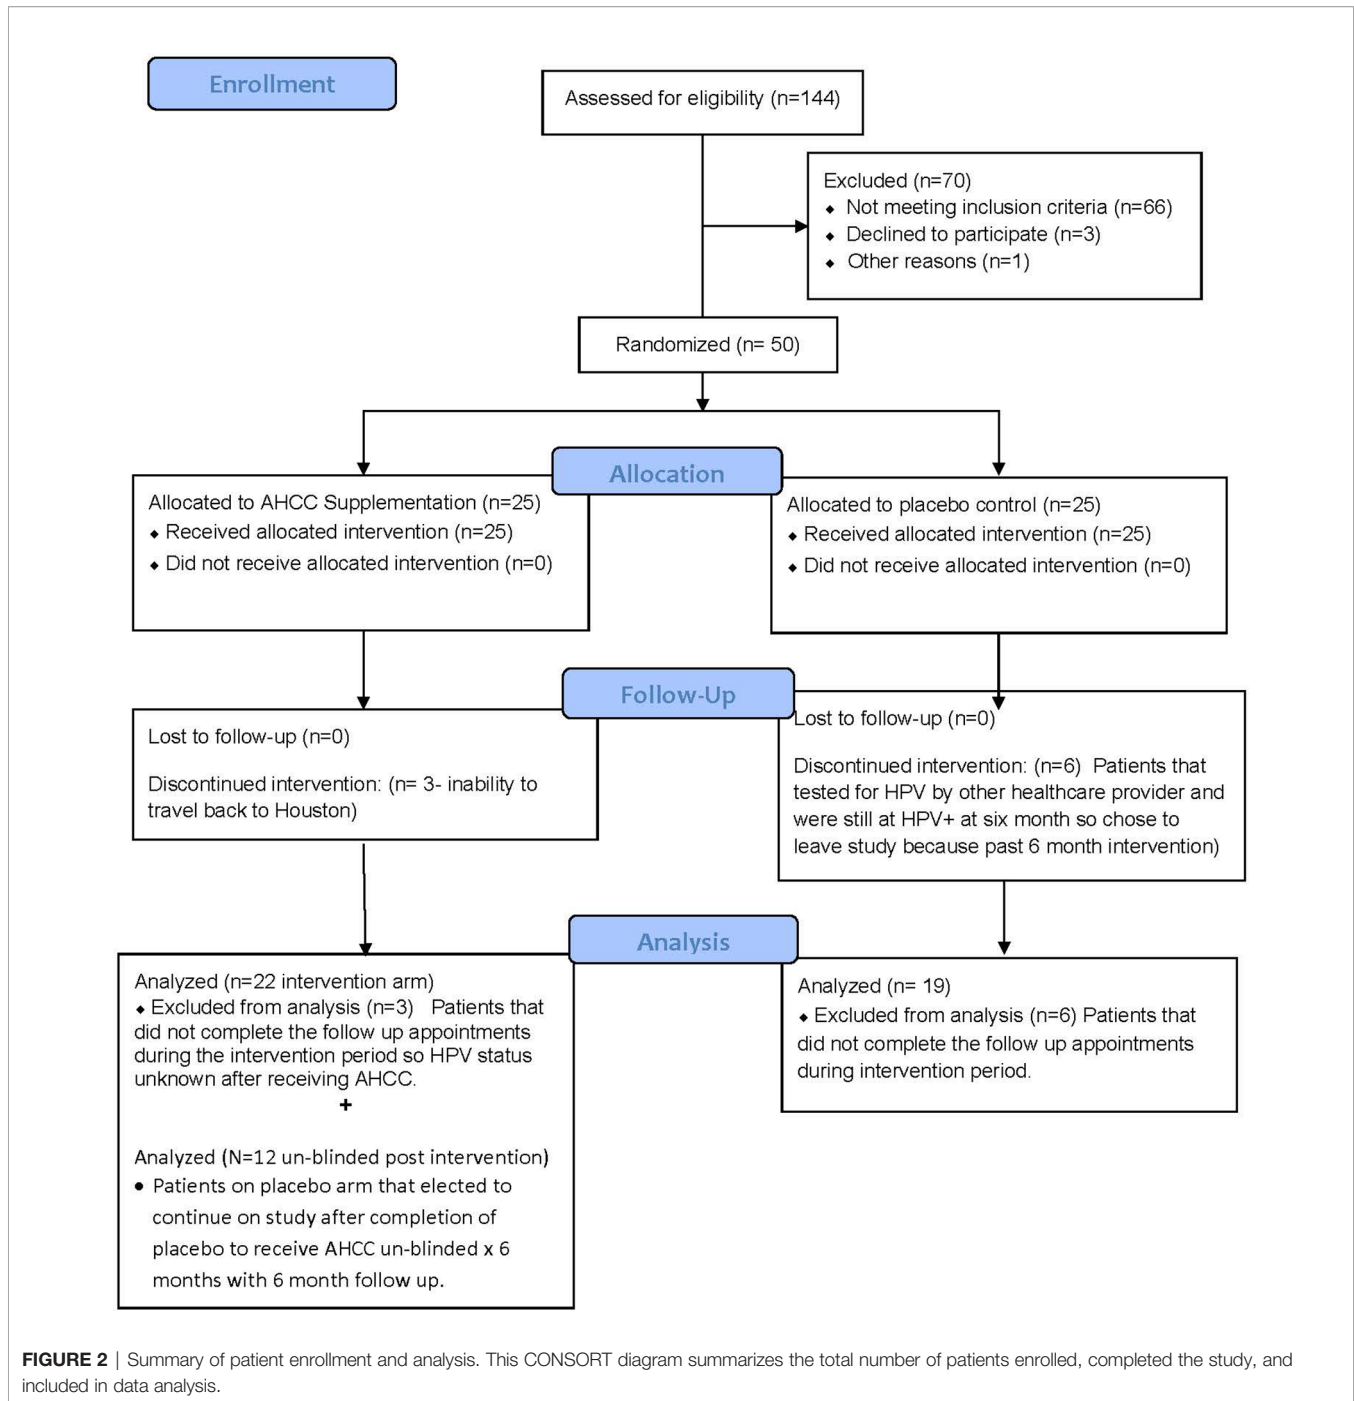 Enrollment
Assessed for eligibility (n=144)
Excluded (n=70)
⬥ Not meeting inclusion criteria (n=66)
⬥ Declined to participate (n=3)
⬥ Other reasons (n=1)
Randomized (n= 50)
Allocation
Allocated to AHCC Supplementation (n=25)
⬥ Received allocated intervention (n=25)
⬥ Did not receive allocated intervention (n=0)
Allocated to placebo control (n=25)
⬥ Received allocated intervention (n=25)
⬥ Did not receive allocated intervention (n=0)
Follow-Up
Lost to follow-up (n=0)
Discontinued intervention: (n= 3- inability to
travel back to Houston)
Lost to follow-up (n=0)
Discontinued intervention: (n=6) Patients that
tested for HPV by other healthcare provider and
were still at HPV+ at six month so chose to
leave study because past 6 month intervention)
Analysis
Analyzed (n=22 intervention arm)
⬥ Excluded from analysis (n=3) Patients that
did not complete the follow up appointments
during the intervention period so HPV status
unknown after receiving AHCC.
+
Analyzed (N=12 un-blinded post intervention)
• Patients on placebo arm that elected to
continue on study after completion of
placebo to receive AHCC un-blinded x 6
months with 6 month follow up.
Analyzed (n= 19)
⬥ Excluded from analysis (n=6) Patients that
did not complete the follow up appointments
during intervention period.
FIGURE 2 | Summary of patient enrollment and analysis. This CONSORT diagram summarizes the total number of patients enrolled, completed the study, and
included in data analysis.